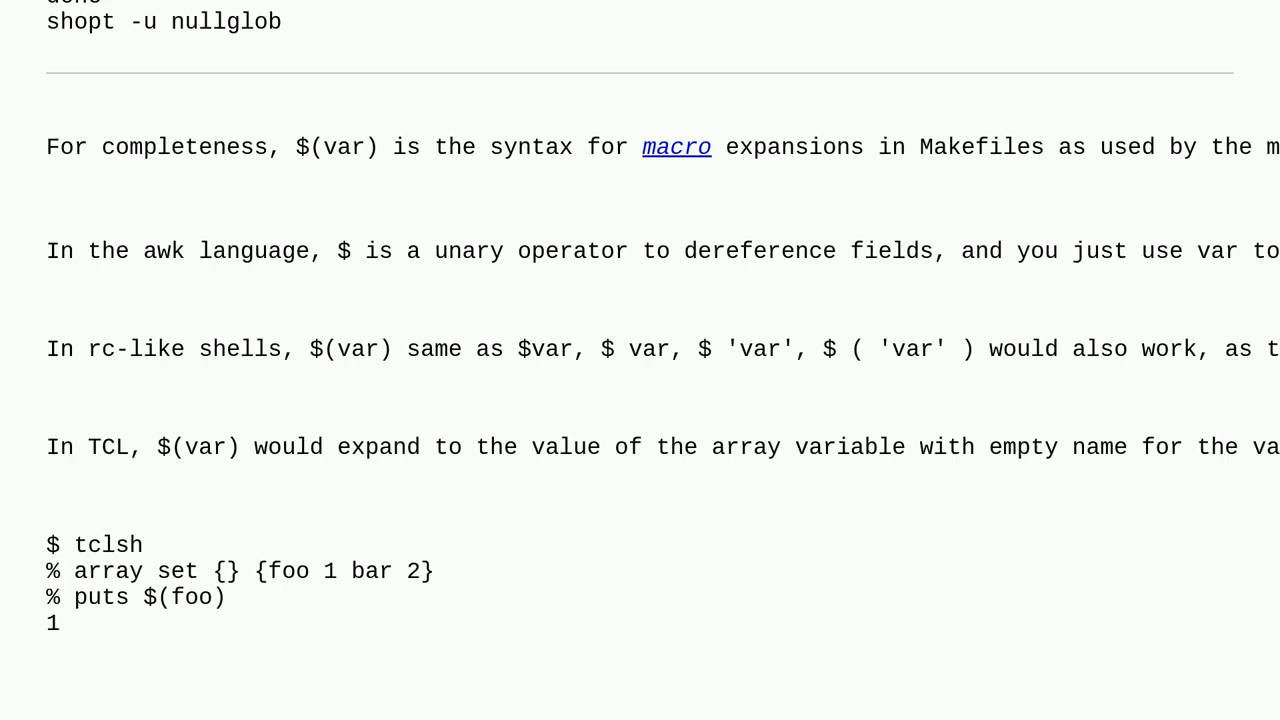 done
shopt -u nullglob
For completeness, $(var) is the syntax for macro expansions in Makefiles as used by the
In the awk language, $ is a unary operator to dereference fields, and you just use var to
In rc-like shells, $(var) same as $var, $ var, $ 'var', $ ( 'var' ) would also work, as
In TCL, $(var) would expand to the value of the array variable with empty name for the
$ tclsh
% array set {} {foo 1 bar 2}
% puts $(foo)
1